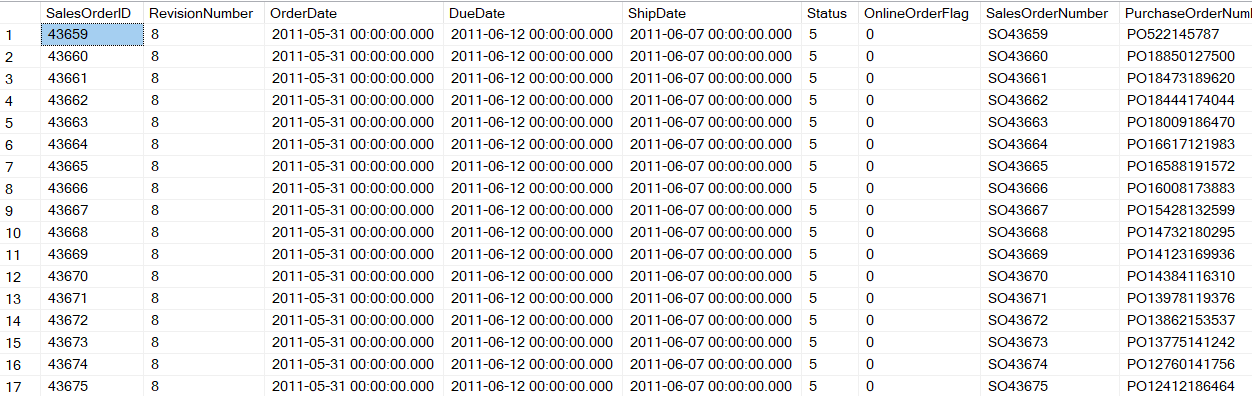 SalesOrderID RevisionNumber OrderDate DueDate ShipDate Status OnlineOrderFlag SalesOrderNumber
1 43659 8 2011-05-31 00:00:00.000 2011-06-12 00:00:00.000 2011-06-07 00:00:00.000 5 0 SO43659 PO522145787
2 43660 8 2011-05-31 00:00:00.000 2011-06-12 00:00:00.000 2011-06-07 00:00:00.000 5 0 SO43660 PO18850127500
3 43661 8 2011-05-31 00:00:00.000 2011-06-12 00:00:00.000 2011-06-07 00:00:00.000 5 0 SO43661 PO18473189620
4 43662 8 2011-05-31 00:00:00.000 2011-06-12 00:00:00.000 2011-06-07 00:00:00.000 5 0 SO43662 PO18444174044
5 43663 8 2011-05-31 00:00:00.000 2011-06-12 00:00:00.000 2011-06-07 00:00:00.000 5 0 SO43663 PO18009186470
6 43664 8 2011-05-31 00:00:00.000 2011-06-12 00:00:00.000 2011-06-07 00:00:00.000 5 0 SO43664 PO16617121983
7 43665 8 2011-05-31 00:00:00.000 2011-06-12 00:00:00.000 2011-06-07 00:00:00.000 5 0 SO43665 PO16588191572
8 43666 8 2011-05-31 00:00:00.000 2011-06-12 00:00:00.000 2011-06-07 00:00:00.000 5 0 SO43666 PO16008173883
9 43667 8 2011-05-31 00:00:00.000 2011-06-12 00:00:00.000 2011-06-07 00:00:00.000 5 0 SO43667 PO15428132599
10 43668 8 2011-05-31 00:00:00.000 2011-06-12 00:00:00.000 2011-06-07 00:00:00.000 5 0 SO43668 PO14732180295
11 43669 8 2011-05-31 00:00:00.000 2011-06-12 00:00:00.000 2011-06-07 00:00:00.000 5 0 SO43669 PO14123169936
12 43670 8 2011-05-31 00:00:00.000 2011-06-12 00:00:00.000 2011-06-07 00:00:00.000 5 0 SO43670 PO14384116310
13 43671 8 2011-05-31 00:00:00.000 2011-06-12 00:00:00.000 2011-06-07 00:00:00.000 5 0 SO43671 PO13978119376
14 43672 8 2011-05-31 00:00:00.000 2011-06-12 00:00:00.000 2011-06-07 00:00:00.000 5 0 SO43672 PO13862153537
15 43673 8 2011-05-31 00:00:00.000 2011-06-12 00:00:00.000 2011-06-07 00:00:00.000 5 0 SO43673 PO13775141242
16 43674 8 2011-05-31 00:00:00.000 2011-06-12 00:00:00.000 2011-06-07 00:00:00.000 5 0 SO43674 PO12760141756
17 43675 8 2011-05-31 00:00:00.000 2011-06-12 00:00:00.000 2011-06-07 00:00:00.000 5 0 SO43675 PO12412186464